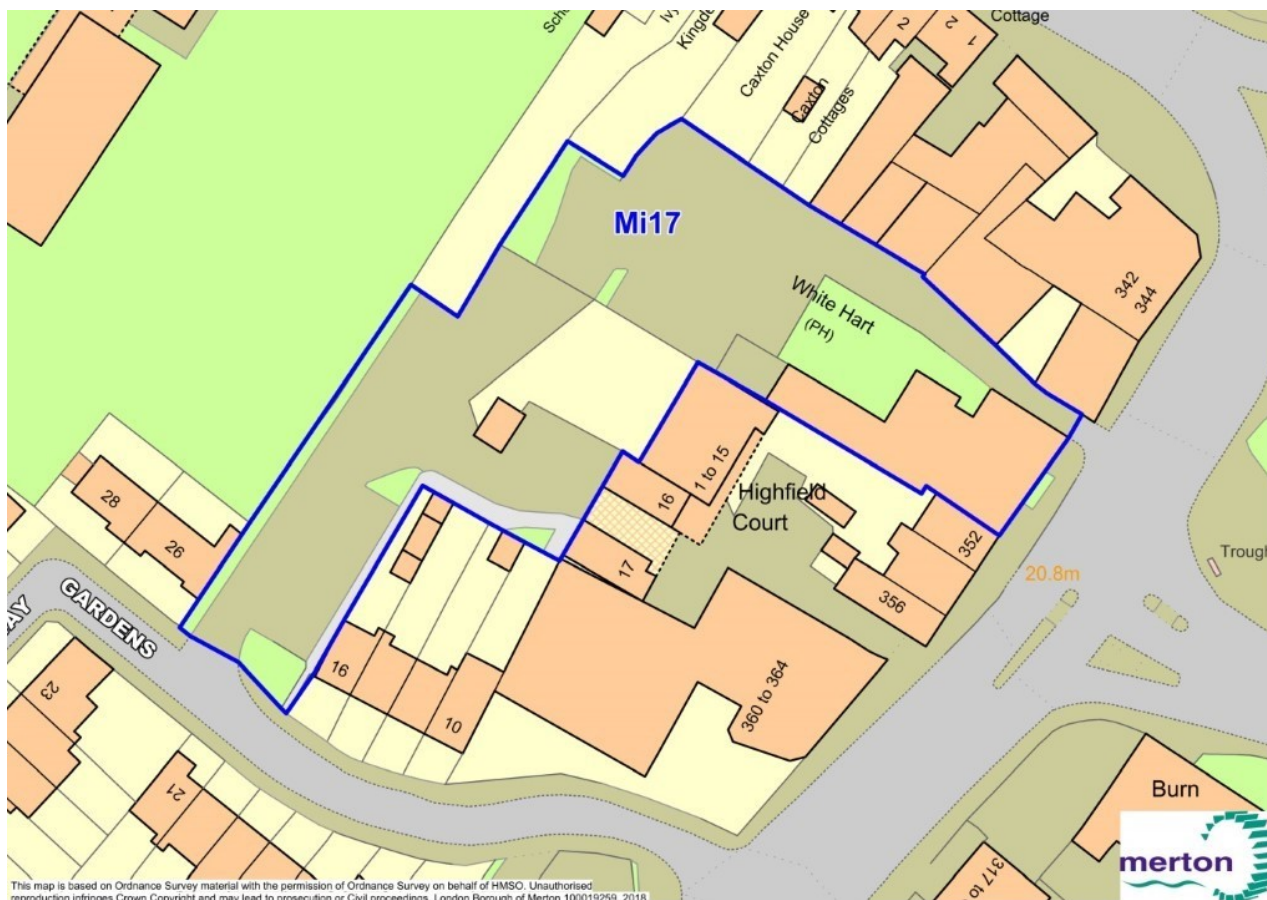 Cottage
Caxton House
Caxton
Cottages
2
2
1
Mi17
White Hart
(PH)
342
344
1 to 15
16
Highfield
Court
17
352
356
20.8m
28
26
GARDENS
16
10
360 to 364
23
21
Burn
merton
This map is based on Ordnance Survey material with the permission of Ordnance Survey on behalf of HMSO. Unauthorised
reproduction infringes Crown Copyright and may lead to prosecution or Civil proceedings. London Borough of Merton 100019259. 2018.